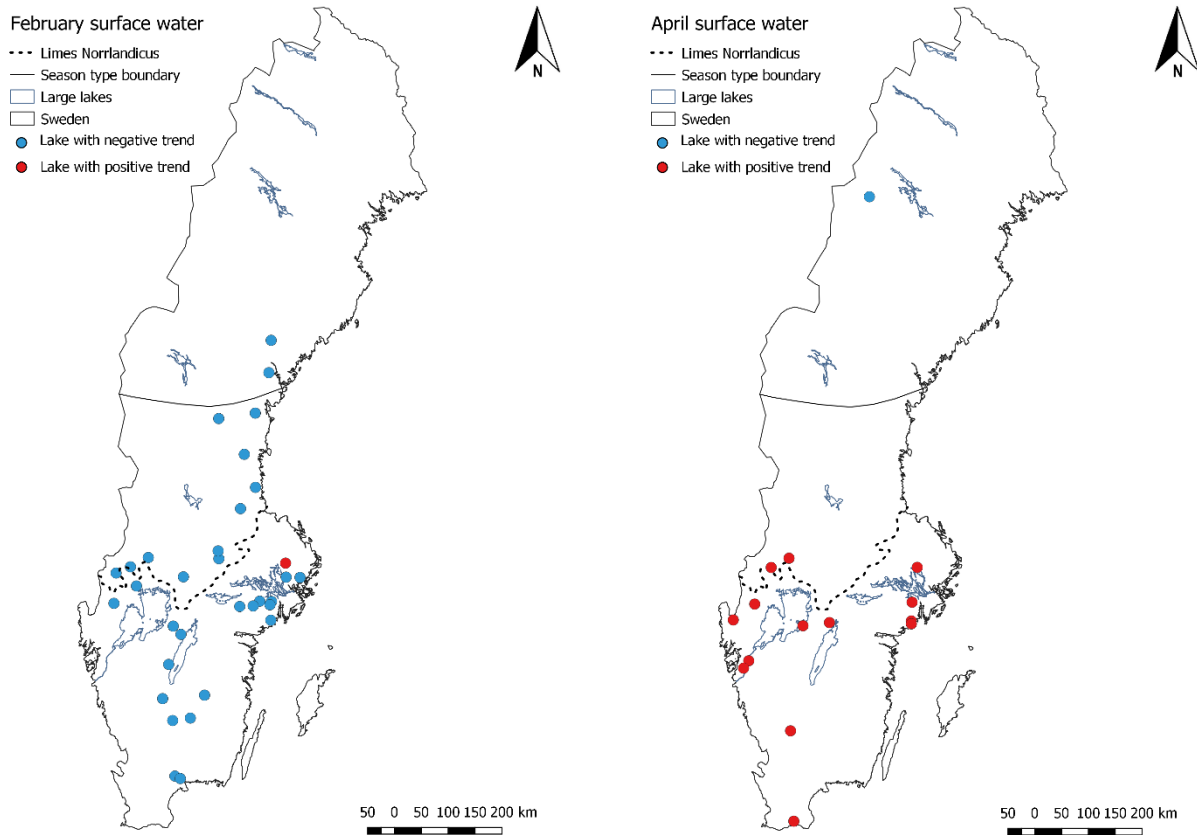 February surface water
Limes Norrlandicus
Season type boundary
Large lakes
Sweden
Lake with negative trend
Lake with positive trend
N
50 0 50 100 150 200 km
April surface water
Limes Norrlandicus
Season type boundary
Large lakes
Sweden
Lake with negative trend
Lake with positive trend
N
50 0 50 100 150 200 km